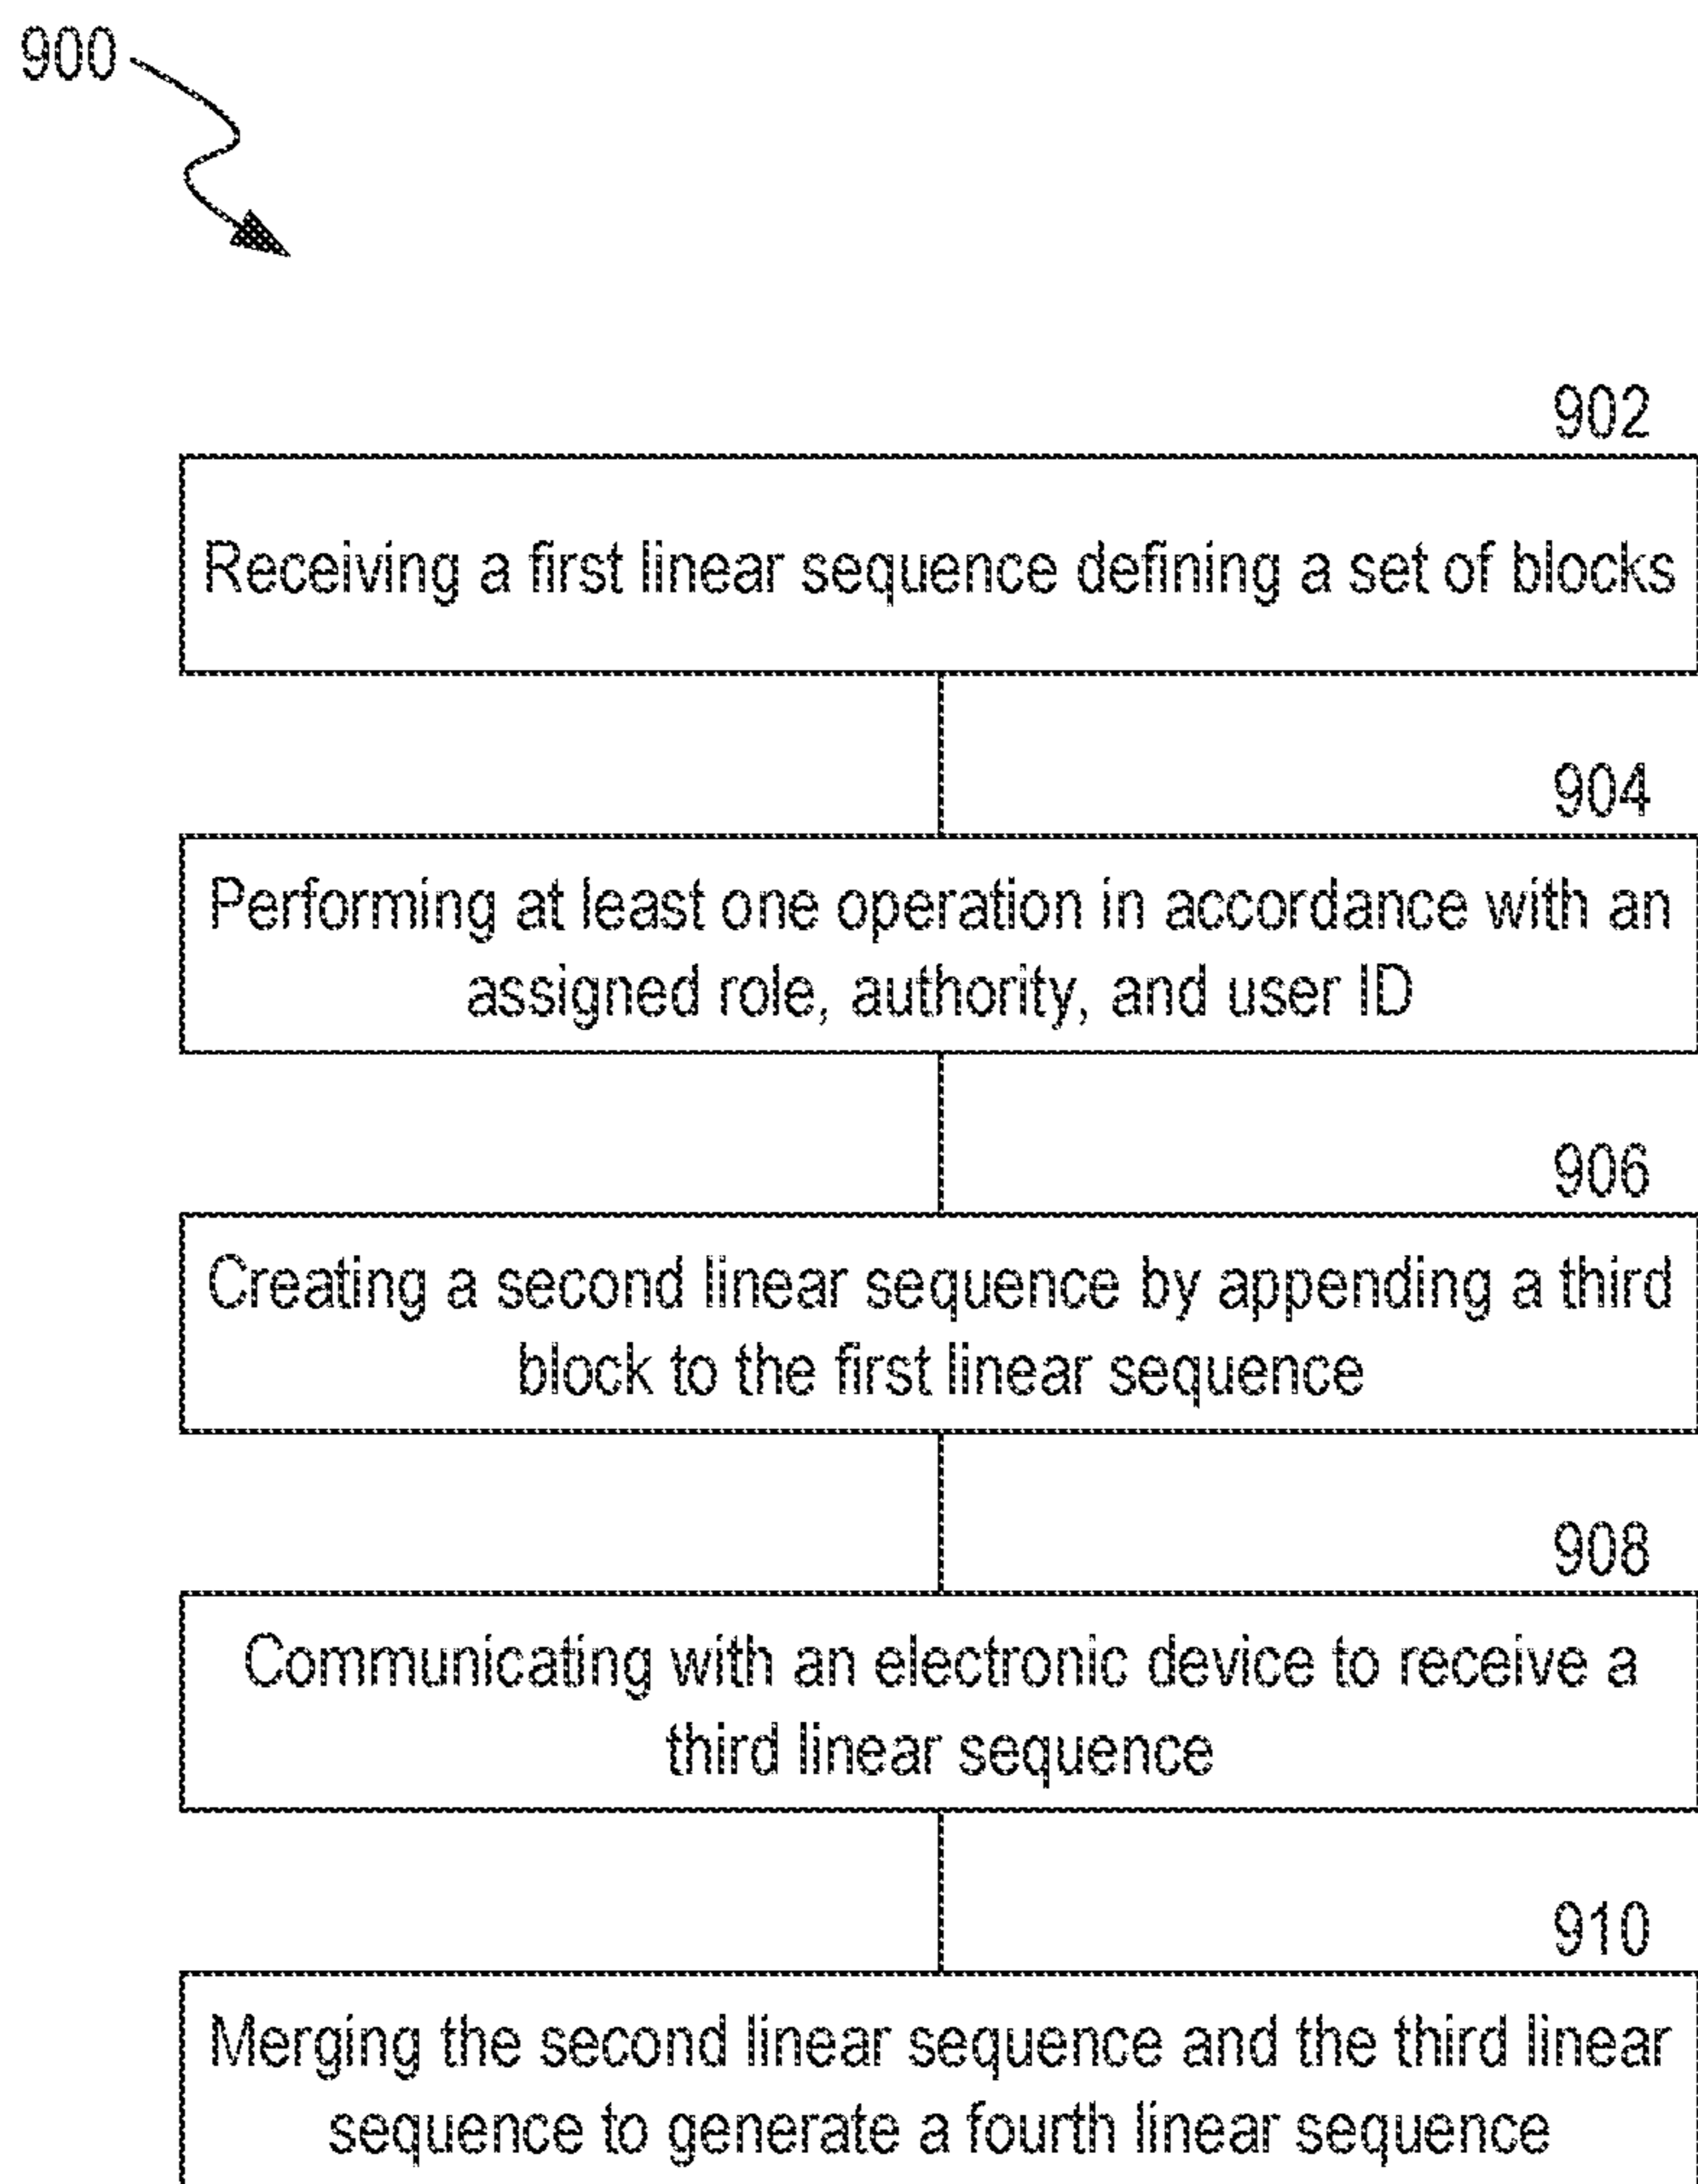 900
902
Receiving a first linear sequence defining a set of blocks
904
Performing at least one operation in accordance with an
assigned role, authority, and user ID
906
Creating a second linear sequence by appending a third
block to the first linear sequence
908
Communicating with an electronic device to receive a
third linear sequence
910
Merging the second linear sequence and the third linear
sequence to generate a fourth linear sequence